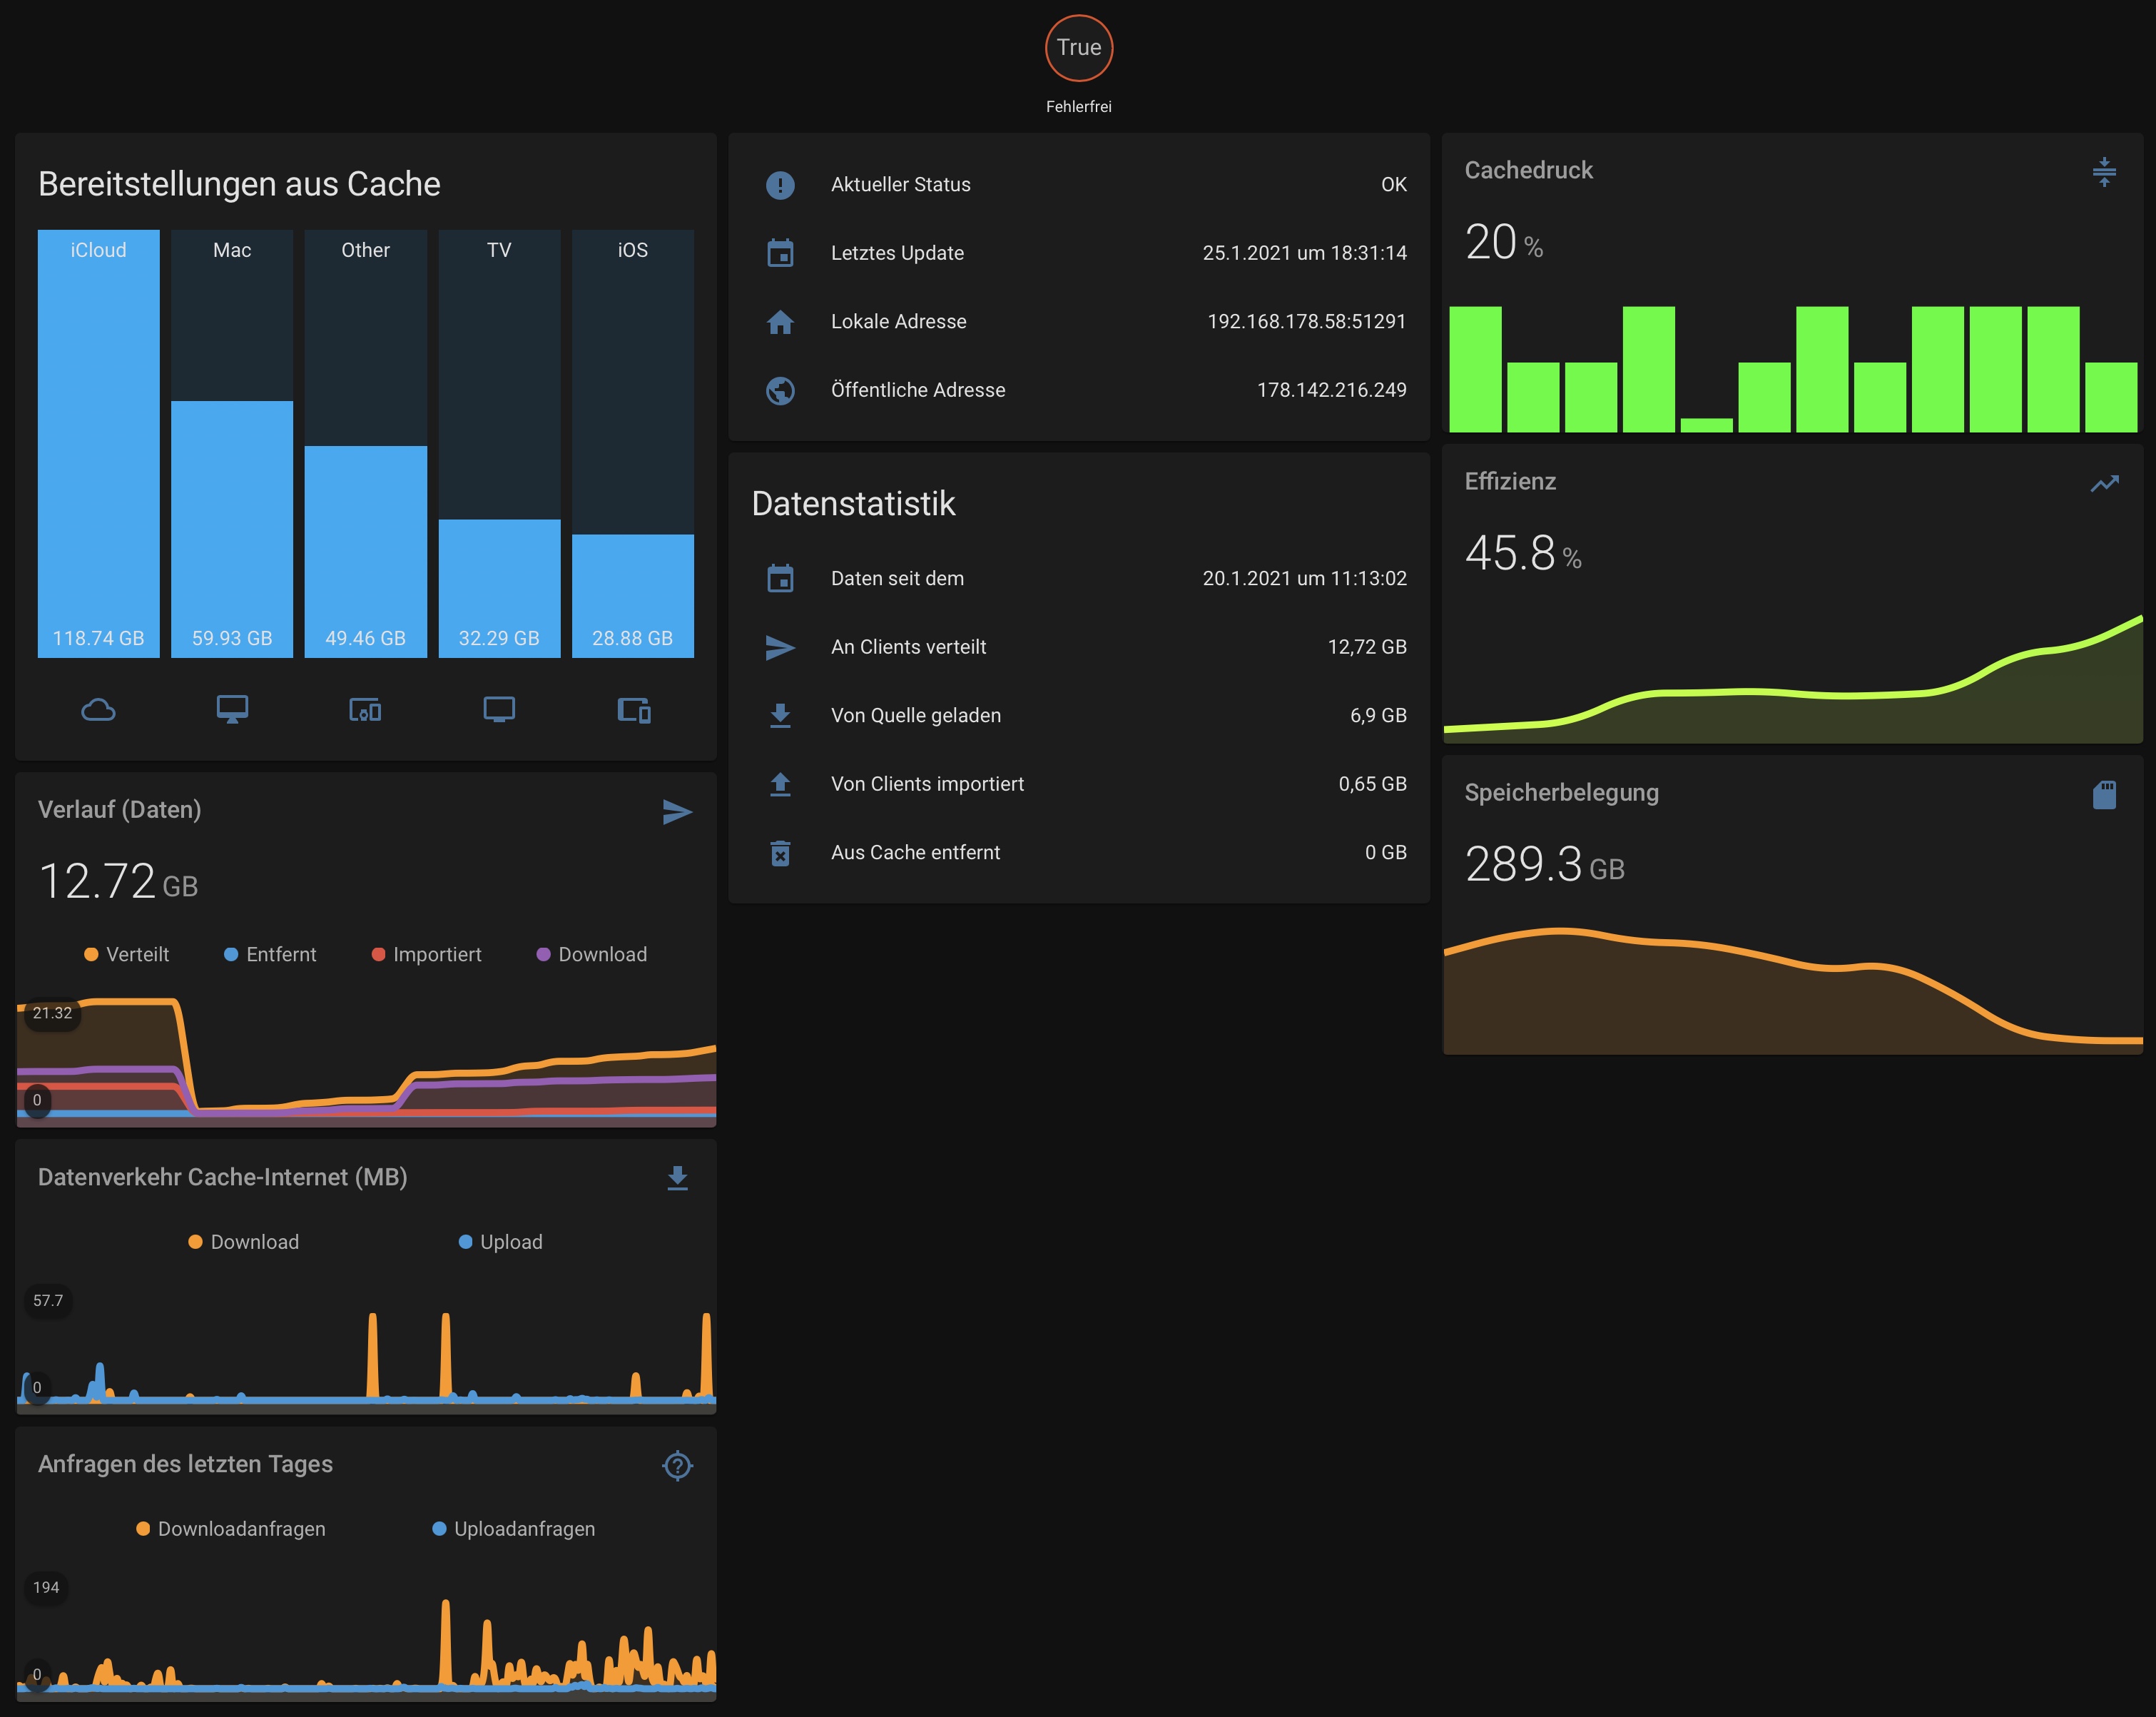 True
Fehlerfrei
Bereitstellungen aus Cache
iCloud Mac Other TV iOS
118.74 GB 59.93 GB 49.46 GB 32.29 GB 28.88 GB
Verlauf (Daten)
12.72 GB
Verteilt Entfernt Importiert Download
21.32
0
Datenverkehr Cache-Internet (MB)
Download Upload
57.7
0
Anfragen des letzten Tages
Downloadanfragen Uploadanfragen
194
0
Aktueller Status OK
Letztes Update 25.1.2021 um 18:31:14
Lokale Adresse 192.168.178.58:51291
Öffentliche Adresse 178.142.216.249
Datenstatistik
Daten seit dem 20.1.2021 um 11:13:02
An Clients verteilt 12,72 GB
Von Quelle geladen 6,9 GB
Von Clients importiert 0,65 GB
Aus Cache entfernt 0 GB
Cachedruck
20 %
Effizienz
45.8 %
Speicherbelegung
289.3 GB